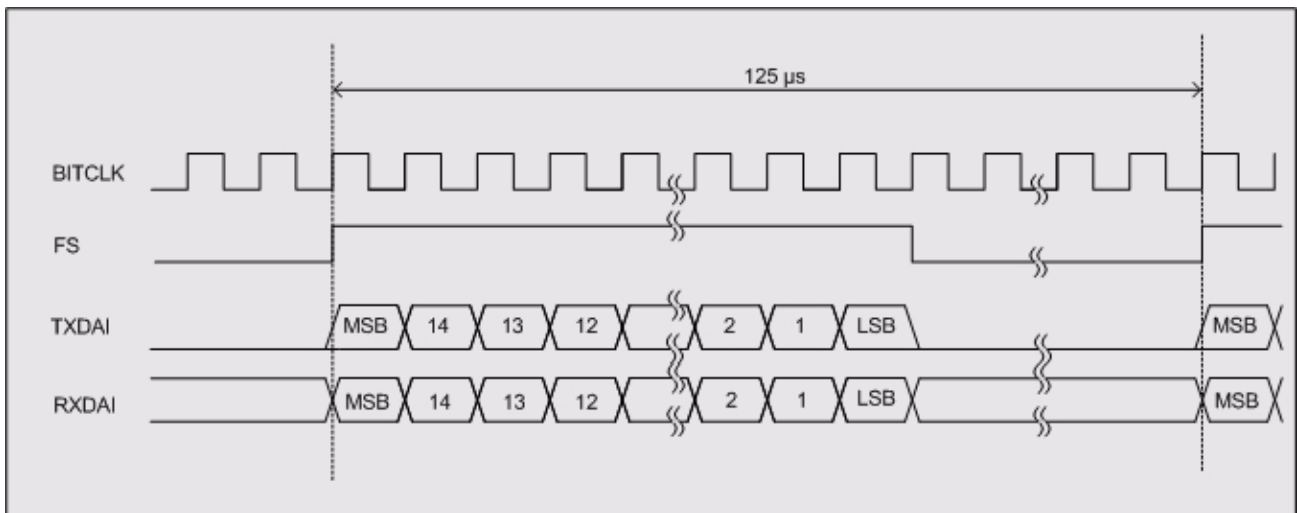 125 µs
BITCLK
FS
TXDAI MSB 14 13 12 2 1 LSB MSB
RXDAI MSB 14 13 12 2 1 LSB MSB